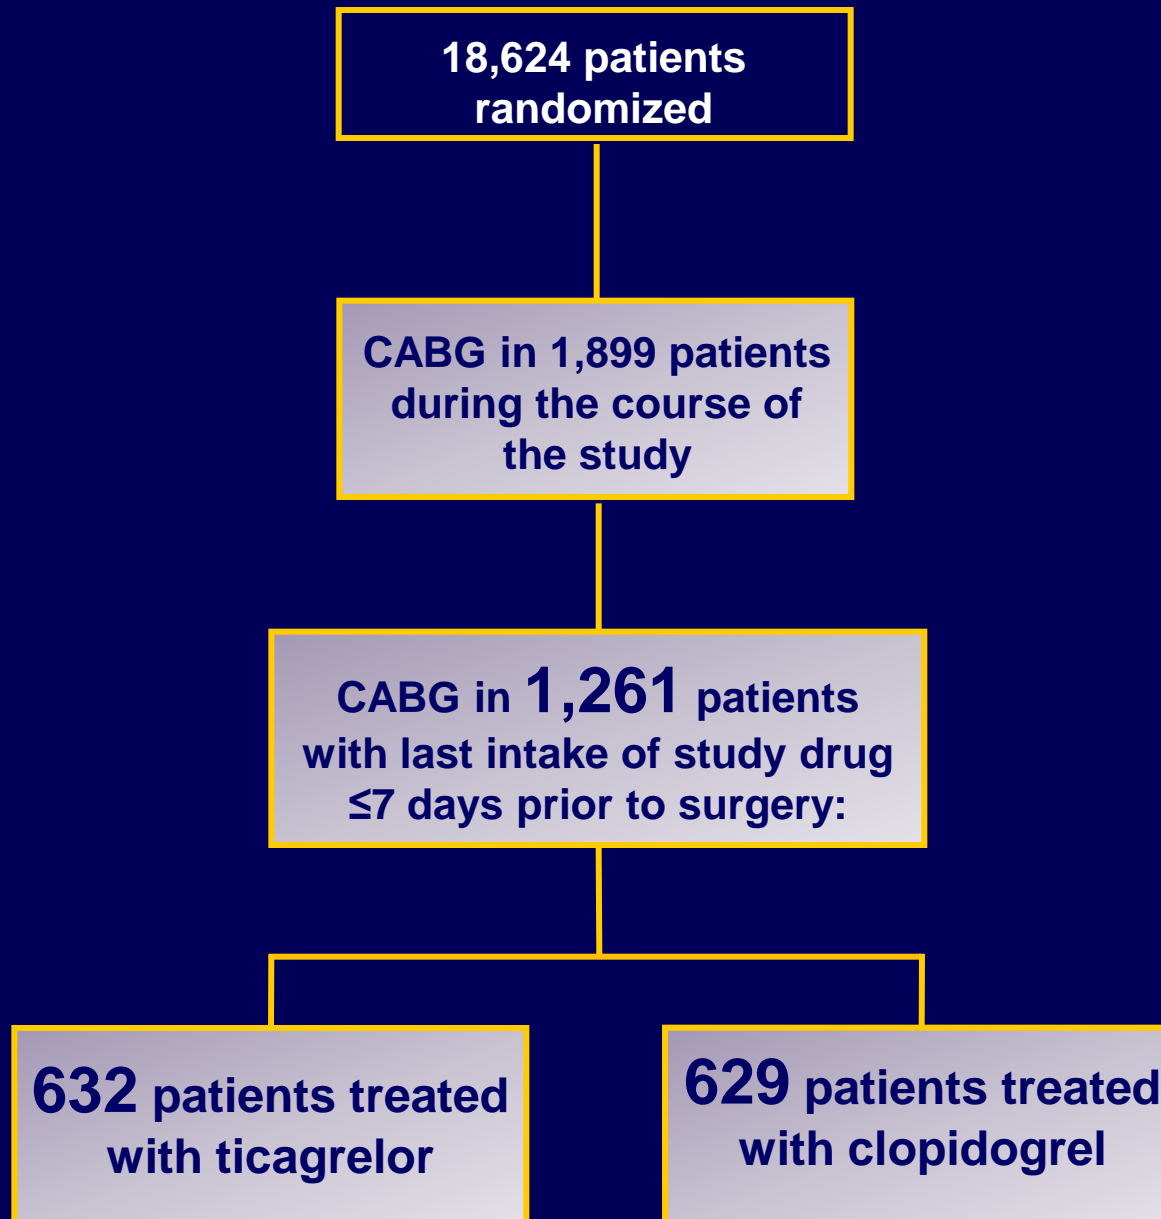 18,624 patients
randomized
CABG in 1,899 patients
during the course of
the study
CABG in 1,261 patients
with last intake of study drug
≤7 days prior to surgery:
632 patients treated
with ticagrelor
629 patients treated
with clopidogrel